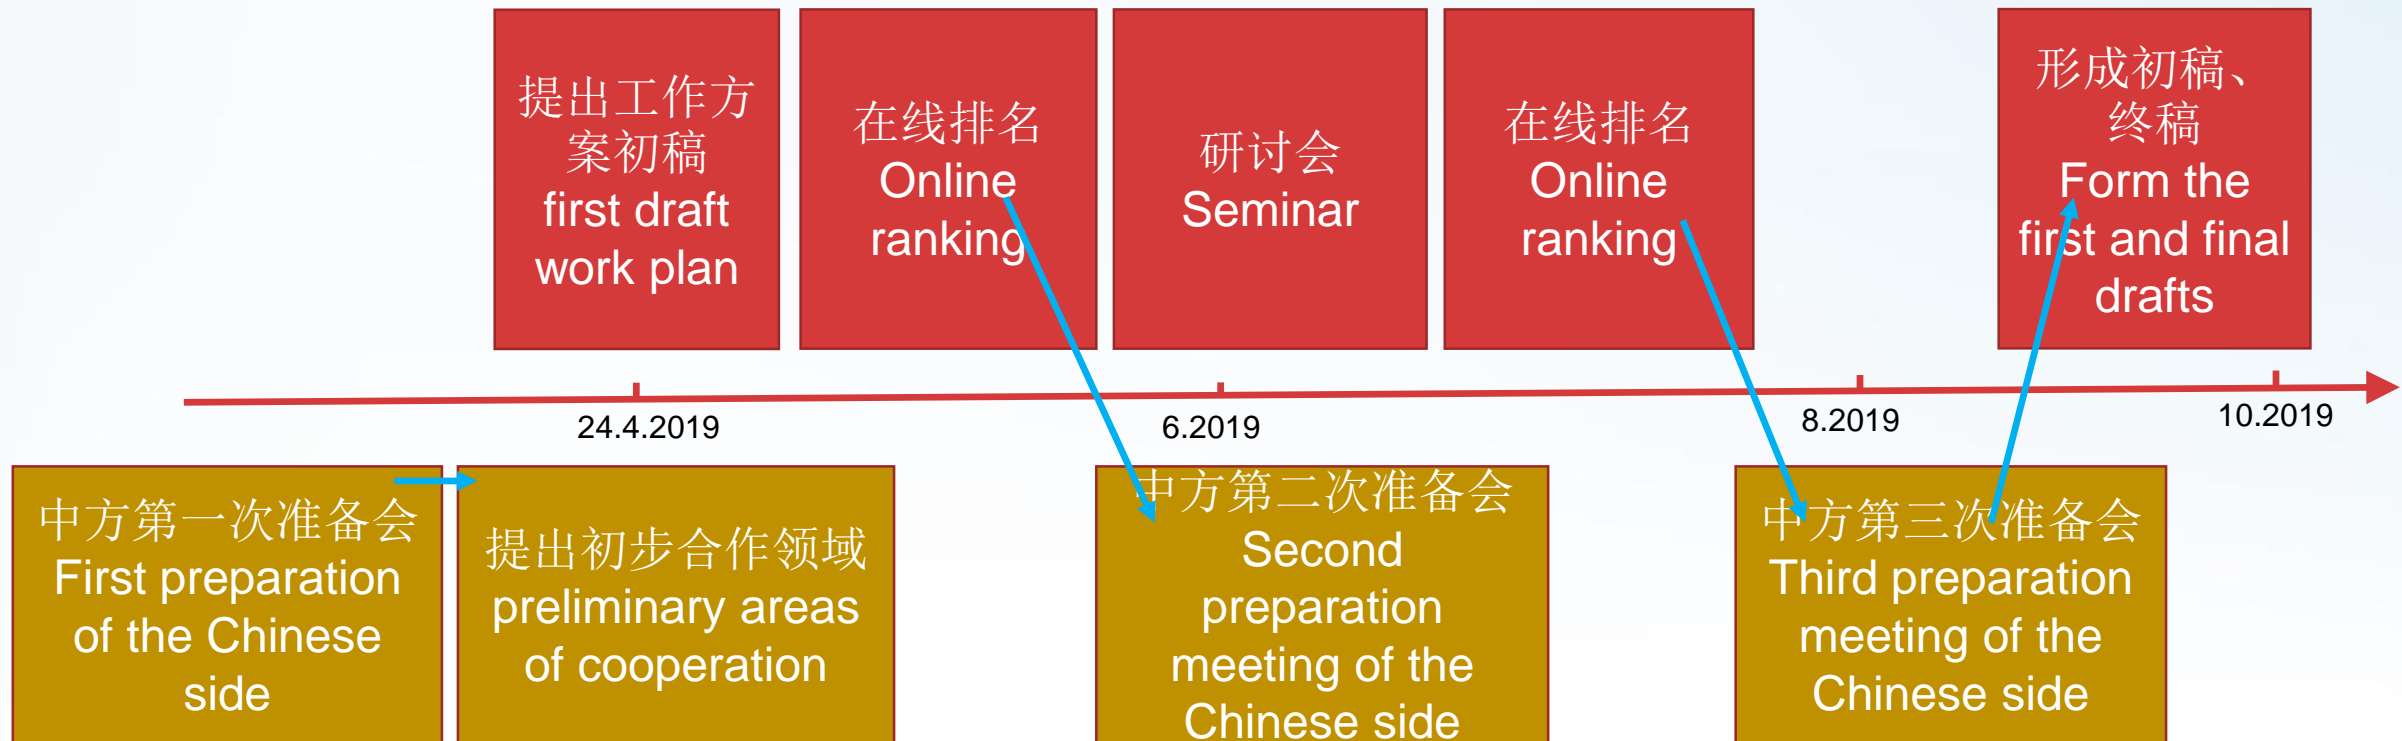 提出工作方
案初稿
first draft
work plan
在线排名
Online
ranking
研讨会
Seminar
在线排名
Online
ranking
形成初稿、
终稿
Form the
first and final
drafts
24.4.2019
6.2019
8.2019
10.2019
中方第一次准备会
First preparation
of the Chinese
side
提出初步合作领域
preliminary areas
of cooperation
中方第二次准备会
Second
preparation
meeting of the
Chinese side
中方第三次准备会
Third preparation
meeting of the
Chinese side